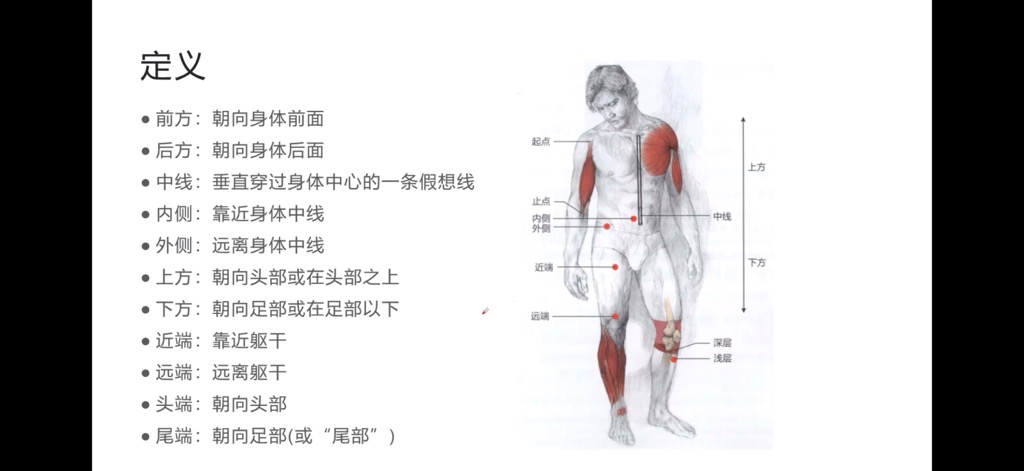 定义
● 前方：朝向身体前面
● 后方：朝向身体后面
● 中线：垂直穿过身体中心的一条假想线
● 内侧：靠近身体中线
● 外侧：远离身体中线
● 上方：朝向头部或在头部之上
● 下方：朝向足部或在足部以下
● 近端：靠近躯干
● 远端：远离躯干
● 头端：朝向头部
● 尾端：朝向足部(或“尾部”)
起点
止点
内侧
外侧
近端
远端
上方
中线
下方
深层
浅层